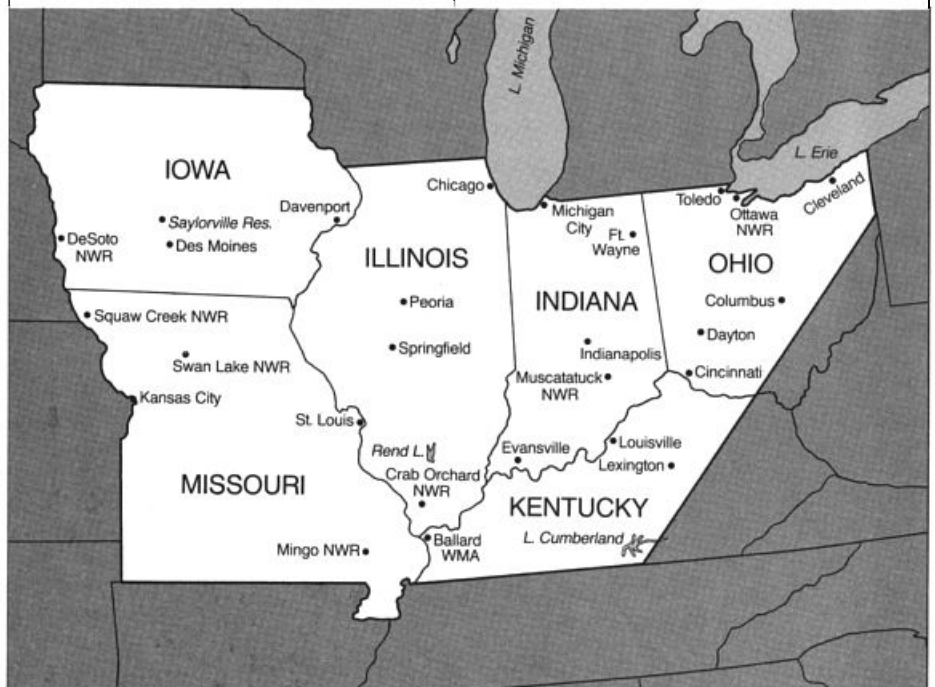 L. Michigan
L. Erie
IOWA
Chicago
Cleveland
Toledo
Ottawa
NWR
Davenport
Saylorville Res.
Michigan
City
DeSoto
NWR
Des Moines
Ft.
Wayne
ILLINOIS
OHIO
Peoria
INDIANA
Columbus
Squaw Creek NWR
Dayton
Springfield
Indianapolis
Swan Lake NWR
Muscatatuck
NWR
Cincinnati
Kansas City
St. Louis
Rend L.
Evansville
Louisville
Lexington
Crab Orchard
NWR
MISSOURI
KENTUCKY
Ballard
WMA
L. Cumberland
Mingo NWR